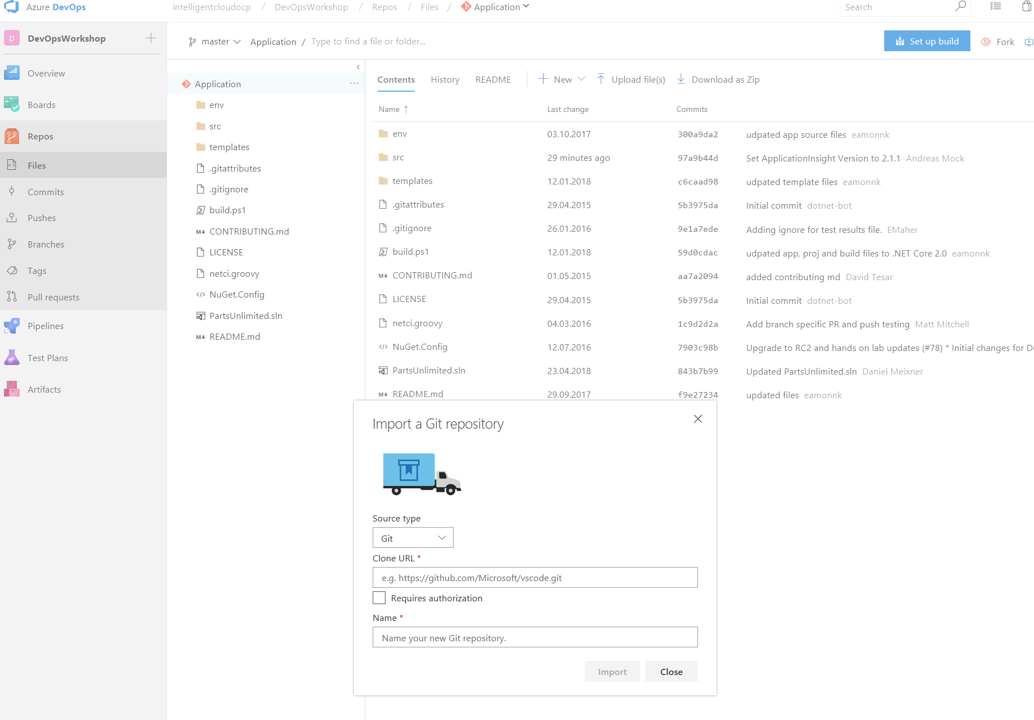 Azure DevOps
intelligentcloudocp / DevOpsWorkshop / Repos / Files / Application
Search
D DevOpsWorkshop
Overview
Boards
Repos
Files
Commits
Pushes
Branches
Tags
Pull requests
Pipelines
Test Plans
Artifacts
master
Application / Type to find a file or folder...
Set up build
Fork
Application
env
src
templates
.gitattributes
.gitignore
build.ps1
M↓ CONTRIBUTING.md
LICENSE
netci.groovy
NuGet.Config
PartsUnlimited.sln
M↓ README.md
Contents History README New Upload file(s) Download as Zip
Name ↑ Last change Commits
env 03.10.2017 300a9da2 udpated app source files eamonnk
src 29 minutes ago 97a9b44d Set ApplicationInsight Version to 2.1.1 Andreas Mock
templates 12.01.2018 c6caad98 udpated template files eamonnk
.gitattributes 29.04.2015 5b3975da Initial commit dotnet-bot
.gitignore 26.01.2016 9e1a7ede Adding ignore for test results file. EMaher
build.ps1 12.01.2018 59d0cdac udpated app, proj and build files to .NET Core 2.0 eamonnk
M↓ CONTRIBUTING.md 01.05.2015 aa7a2094 added contributing md David Tesar
LICENSE 29.04.2015 5b3975da Initial commit dotnet-bot
netci.groovy 04.03.2016 1c9d2d2a Add branch specific PR and push testing Matt Mitchell
NuGet.Config 12.07.2016 7903c98b Upgrade to RC2 and hands on lab updates (#78) * Initial changes for D
PartsUnlimited.sln 23.04.2018 843b7b99 Updated PartsUnlimited.sln Daniel Meixner
M↓ README.md 29.09.2017 f9e27234 updated files eamonnk
Import a Git repository
Source type
Git
Clone URL *
e.g. https://github.com/Microsoft/vscode.git
Requires authorization
Name *
Name your new Git repository.
Import Close